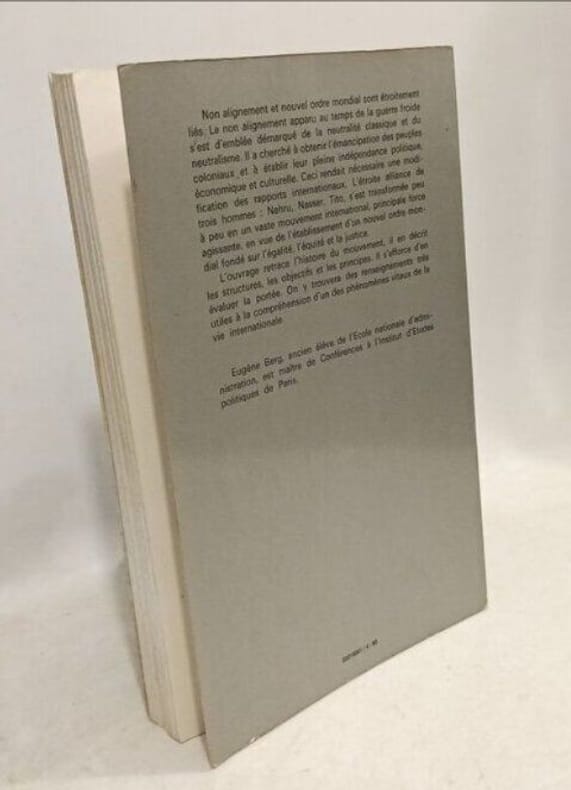 Non alignement et nouvel ordre mondial sont étroitement
liés. Le non alignement apparu au temps de la guerre froide
s'est d'emblée démarqué de la neutralité classique et du
neutralisme. Il a cherché à obtenir l'émancipation des peuples
coloniaux et à établir leur pleine indépendance politique,
économique et culturelle. Ceci rendait nécessaire une modi-
fication des rapports internationaux. L'étroite alliance de
trois hommes : Nehru, Nasser, Tito, s'est transformée peu
à peu en un vaste mouvement international, principale force
agissante, en vue de l'établissement d'un nouvel ordre mon-
dial fondé sur l'égalité, l'équité et la justice.
L'ouvrage retrace l'histoire du mouvement, il en décrit
les structures, les objectifs et les principes. Il s'efforce d'en
évaluer la portée. On y trouvera des renseignements très
utiles à la compréhension d'un des phénomènes vitaux de la
vie internationale.
Eugène Berg, ancien élève de l'Ecole nationale d'admi-
nistration, est maître de Conférences à l'Institut d'Etudes
politiques de Paris.